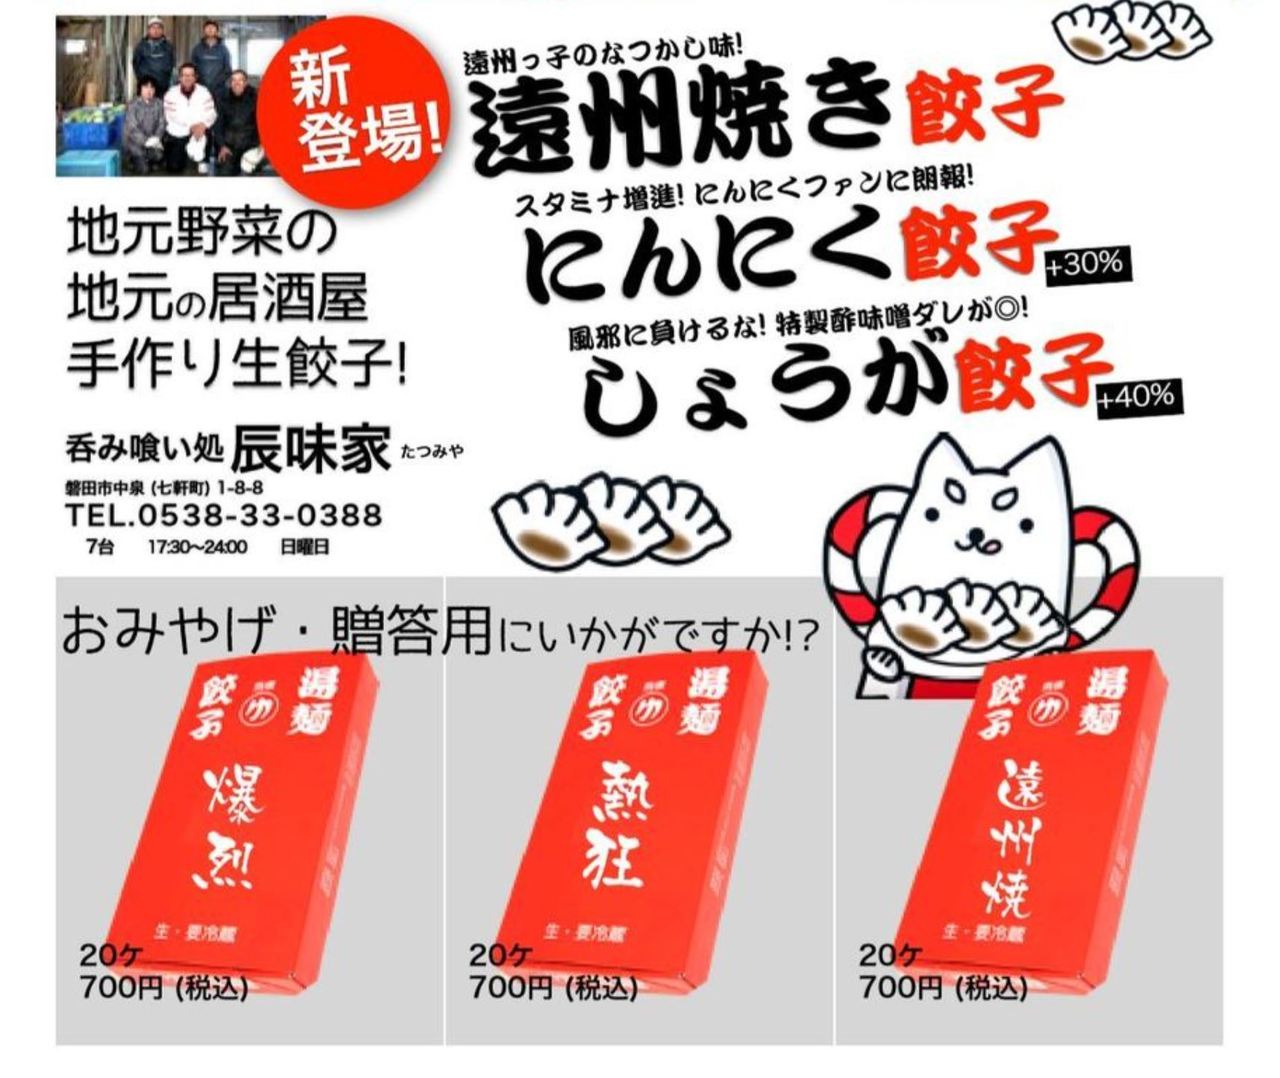 新
登場!
遠州っ子のなつかし味!
遠州焼き餃子
スタミナ増進! にんにくファンに朗報!
にんにく餃子
+30%
風邪に負けるな! 特製酢味噌ダレが◎!
しょうが餃子
+40%
地元野菜の
地元の居酒屋
手作り生餃子!
呑み喰い処 辰味家 たつみや
磐田市中泉 (七軒町) 1-8-8
TEL.0538-33-0388
7台 17:30〜24:00 日曜日
おみやげ・贈答用にいかがですか!?
湯麺
ゆ
餃子
爆烈
生・要冷蔵
20ケ
700円 (税込)
湯麺
ゆ
餃子
熱狂
生・要冷蔵
20ケ
700円 (税込)
湯麺
ゆ
餃子
遠州焼
生・要冷蔵
20ケ
700円 (税込)